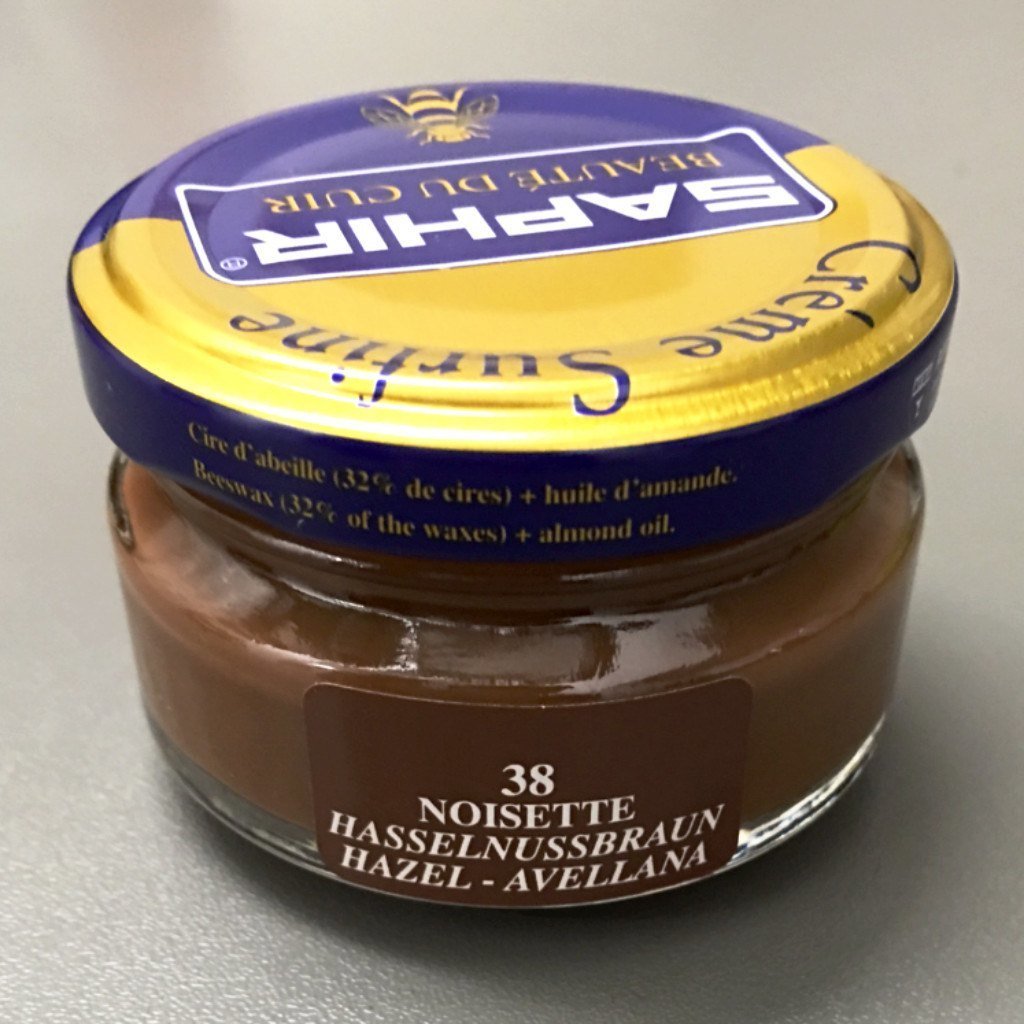 SAPHIR®
BEAUTÉ DU CUIR
Crème Surfine
Cire d'abeille (32% de cires) + huile d'amande.
Beeswax (32% of the waxes) + almond oil.
38
NOISETTE
HASSELNUSSBRAUN
HAZEL - AVELLANA